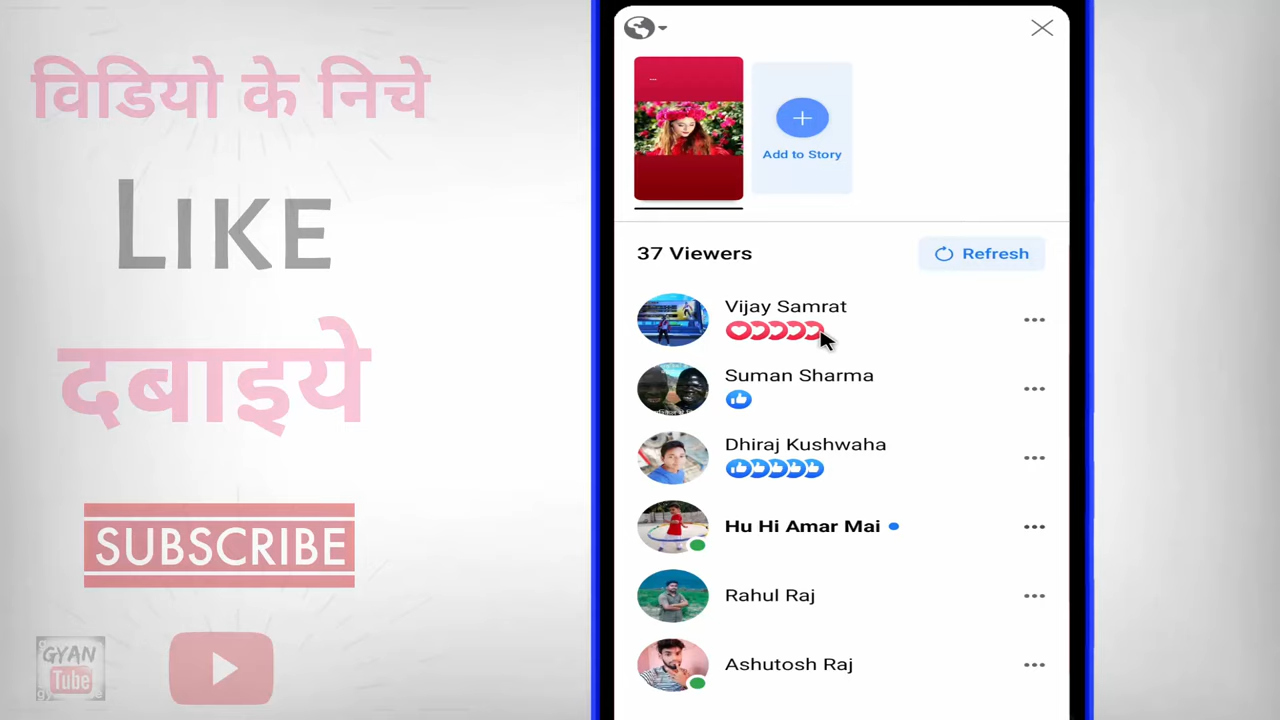 विडियो के निचे
LIKE
दबाइये
SUBSCRIBE
GYAN
Tube
Add to Story
37 Viewers
Refresh
Vijay Samrat
Suman Sharma
Dhiraj Kushwaha
Hu Hi Amar Mai
Rahul Raj
Ashutosh Raj